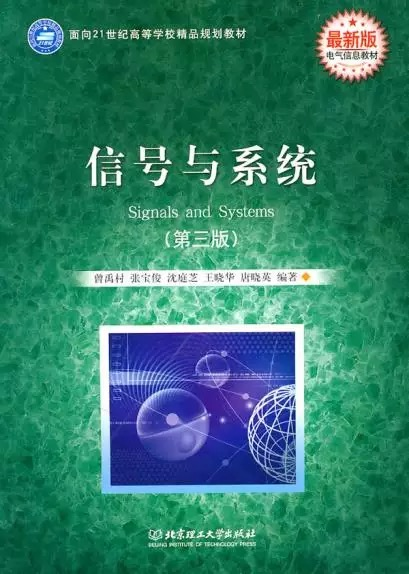 面向21世纪高等学校精品规划教材
最新版
电气信息教材
信号与系统
Signals and Systems
(第三版)
曾禹村 张宝俊 沈庭芝 王晓华 唐晓英 编著
北京理工大学出版社
BEIJING INSTITUTE OF TECHNOLOGY PRESS